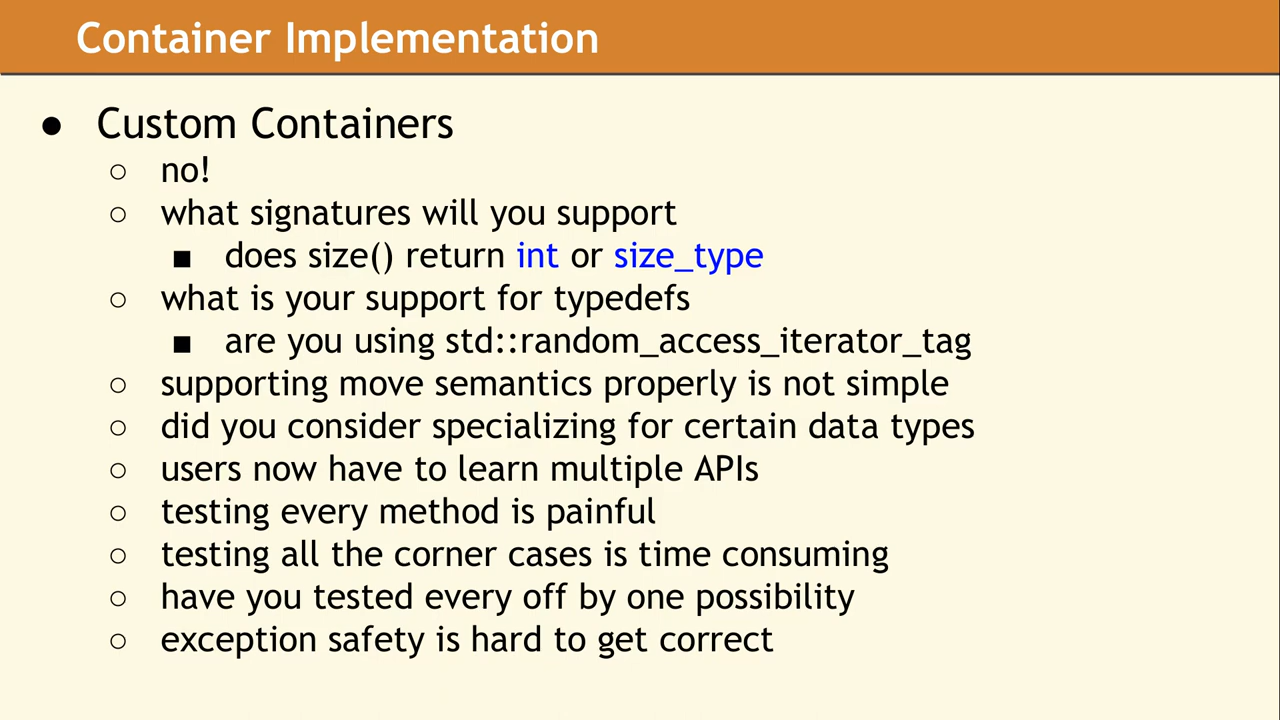 Container Implementation
● Custom Containers
○ no!
○ what signatures will you support
■ does size() return int or size_type
○ what is your support for typedefs
■ are you using std::random_access_iterator_tag
○ supporting move semantics properly is not simple
○ did you consider specializing for certain data types
○ users now have to learn multiple APIs
○ testing every method is painful
○ testing all the corner cases is time consuming
○ have you tested every off by one possibility
○ exception safety is hard to get correct